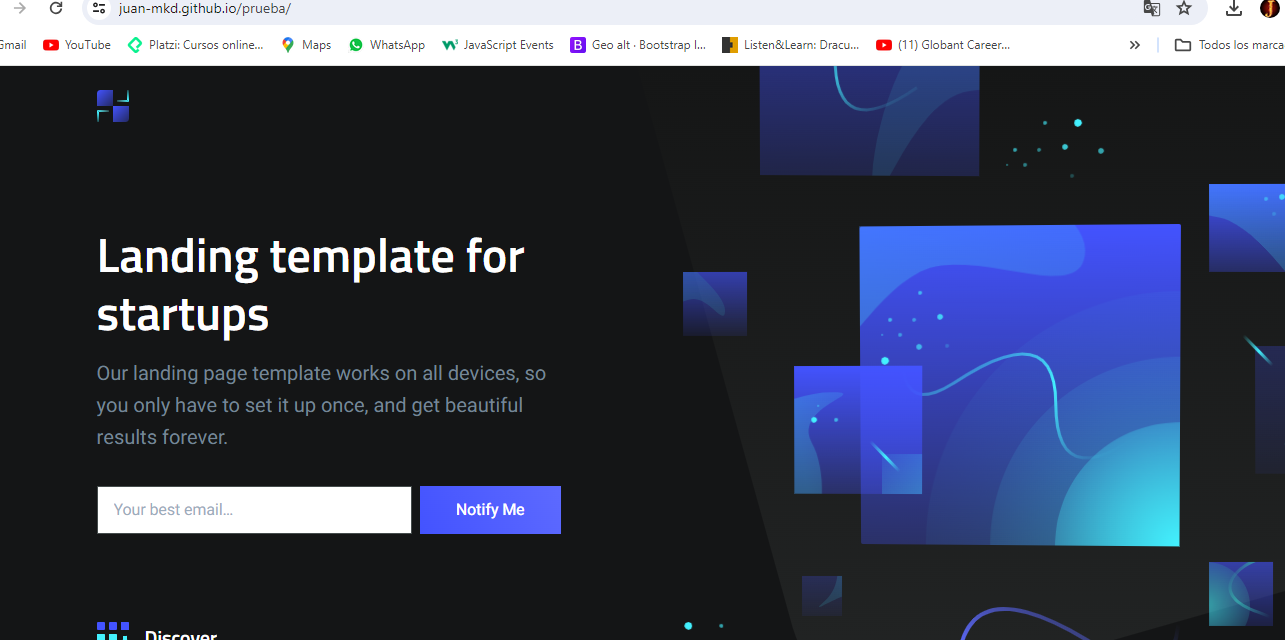 juan-mkd.github.io/prueba/
Gmail YouTube Platzi: Cursos online... Maps WhatsApp JavaScript Events Geo alt · Bootstrap I... Listen&Learn: Dracu... (11) Globant Career... » Todos los marca
Landing template for
startups
Our landing page template works on all devices, so
you only have to set it up once, and get beautiful
results forever.
Your best email...
Notify Me
Discover